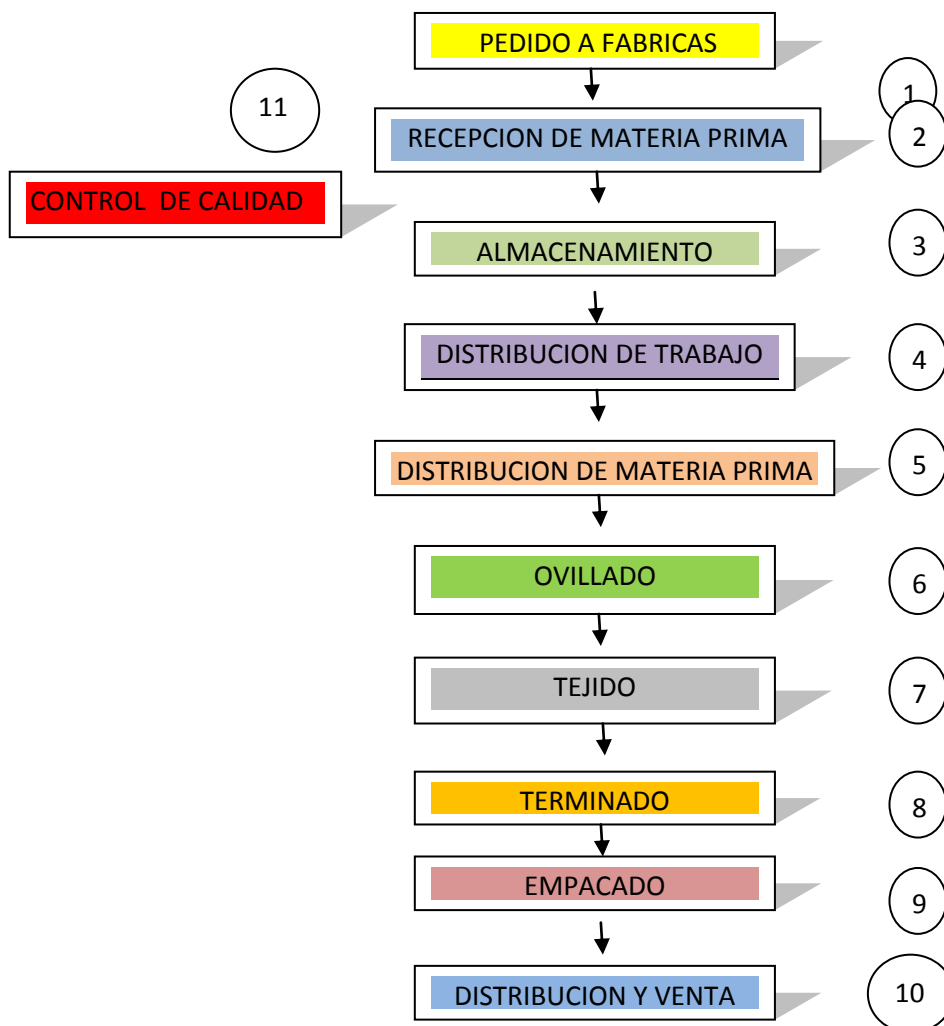 PEDIDO A FABRICAS
1
11
RECEPCION DE MATERIA PRIMA
2
CONTROL  DE CALIDAD
ALMACENAMIENTO
3
DISTRIBUCION DE TRABAJO
4
DISTRIBUCION DE MATERIA PRIMA
5
OVILLADO
6
TEJIDO
7
TERMINADO
8
EMPACADO
9
DISTRIBUCION Y VENTA
10